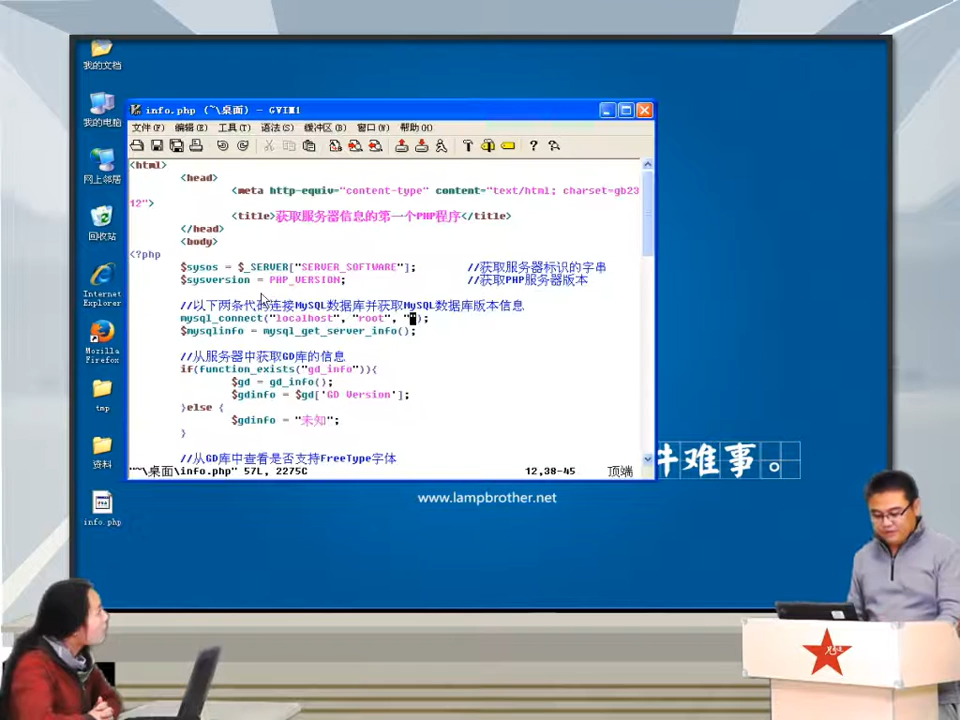 我的文档
我的电脑
网上邻居
回收站
Internet
Explorer
Mozilla
Firefox
tmp
资料
info.php
info.php (~\桌面) - GVIM1
文件(F) 编辑(E) 工具(T) 语法(S) 缓冲区(B) 窗口(W) 帮助(H)
<html>
<head>
<meta http-equiv="content-type" content="text/html; charset=gb23
12">
<title>获取服务器信息的第一个PHP程序</title>
</head>
<body>
<?php
$sysos = $_SERVER["SERVER_SOFTWARE"]; //获取服务器标识的字串
$sysversion = PHP_VERSION; //获取PHP服务器版本
//以下两条代码连接MySQL数据库并获取MySQL数据库版本信息
mysql_connect("localhost", "root", "");
$mysqlinfo = mysql_get_server_info();
//从服务器中获取GD库的信息
if(function_exists("gd_info")){
$gd = gd_info();
$gdinfo = $gd['GD Version'];
}else {
$gdinfo = "未知";
}
//从GD库中查看是否支持FreeType字体
"~\桌面\info.php" 57L, 2275C 12,38-45 顶端
件难事。
www.lampbrother.net